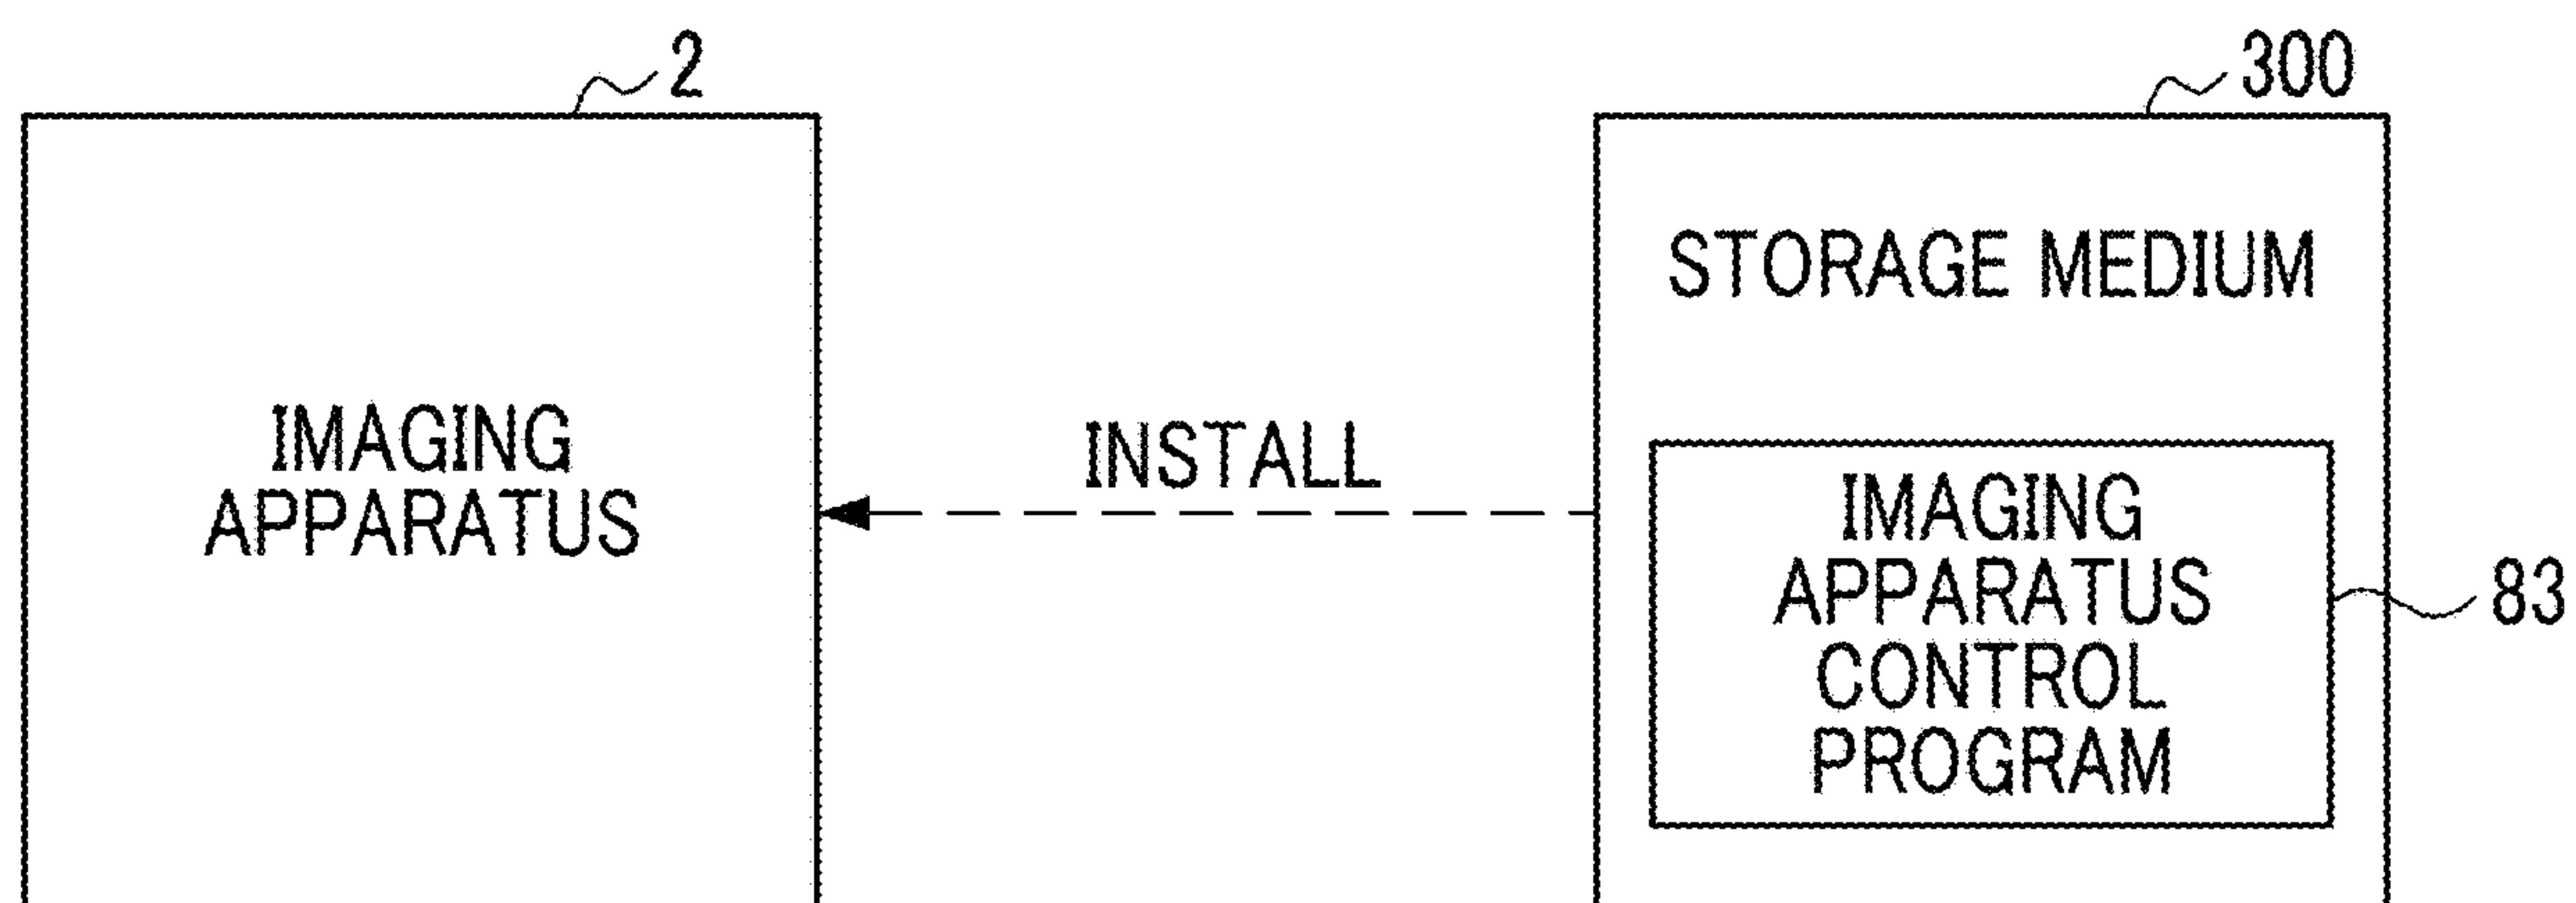 2
300
STORAGE MEDIUM
IMAGING
APPARATUS
INSTALL
IMAGING
APPARATUS
CONTROL
PROGRAM
83